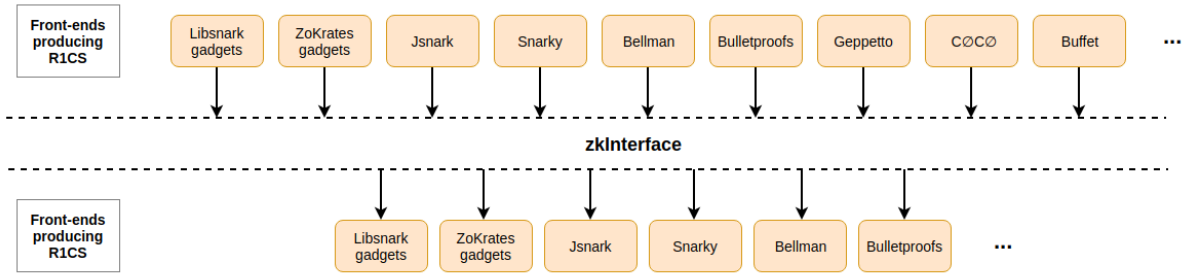 Front-ends
producing
R1CS
Libsnark
gadgets
ZoKrates
gadgets
Jsnark
Snarky
Bellman
Bulletproofs
Geppetto
C∅C∅
Buffet
...
zkInterface
Front-ends
producing
R1CS
Libsnark
gadgets
ZoKrates
gadgets
Jsnark
Snarky
Bellman
Bulletproofs
...